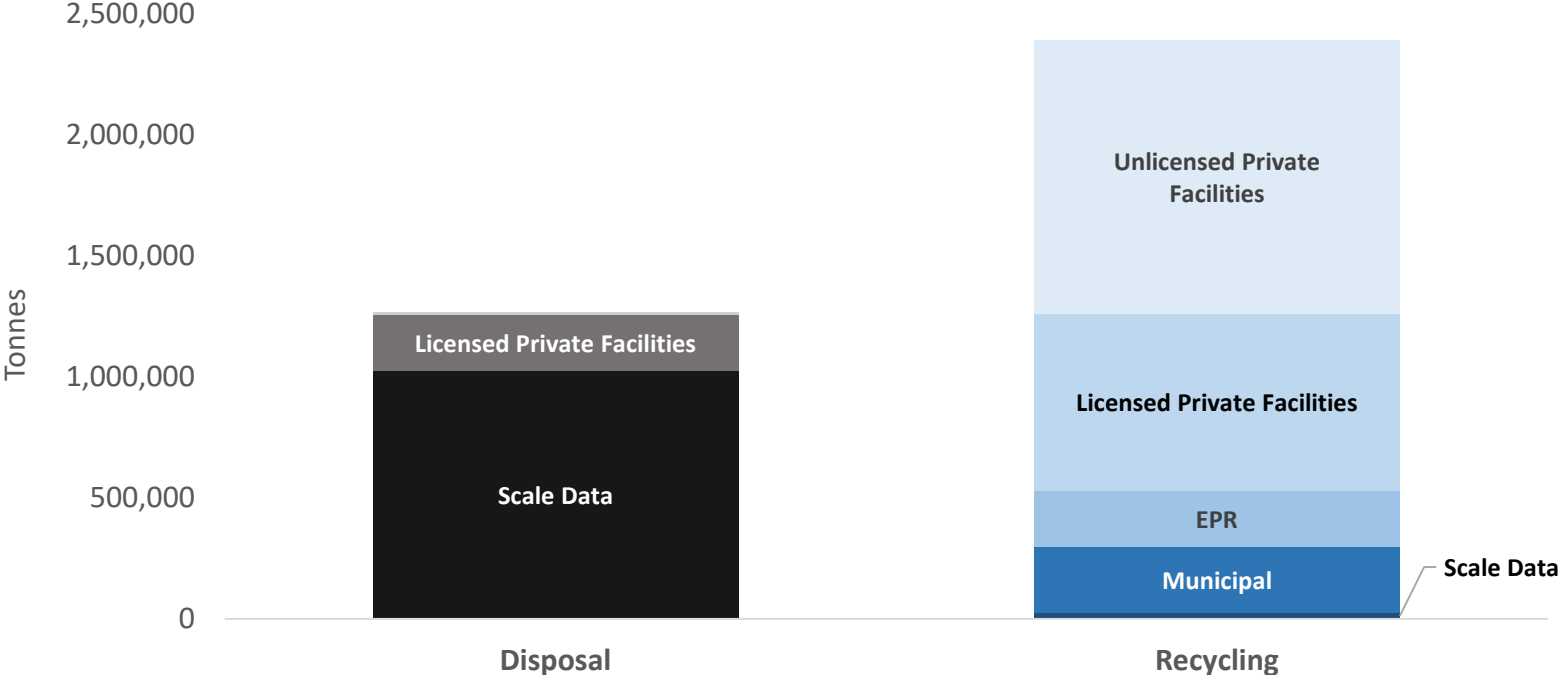 2,500,000
2,000,000
1,500,000
1,000,000
500,000
0
Tonnes
Licensed Private Facilities
Scale Data
Disposal
Unlicensed Private
Facilities
Licensed Private Facilities
EPR
Municipal
Scale Data
Recycling